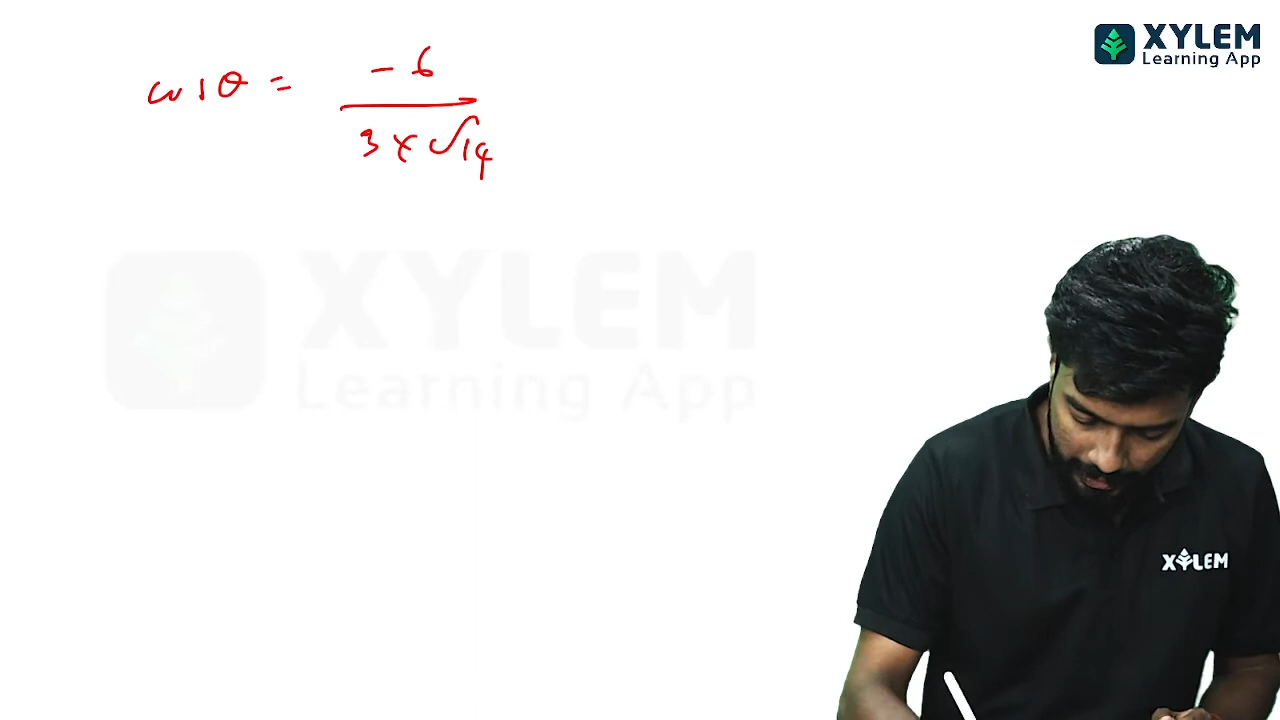 XYLEM
Learning App
cos θ = -6
3 × √14
XYLEM
Learning App
XYLEM